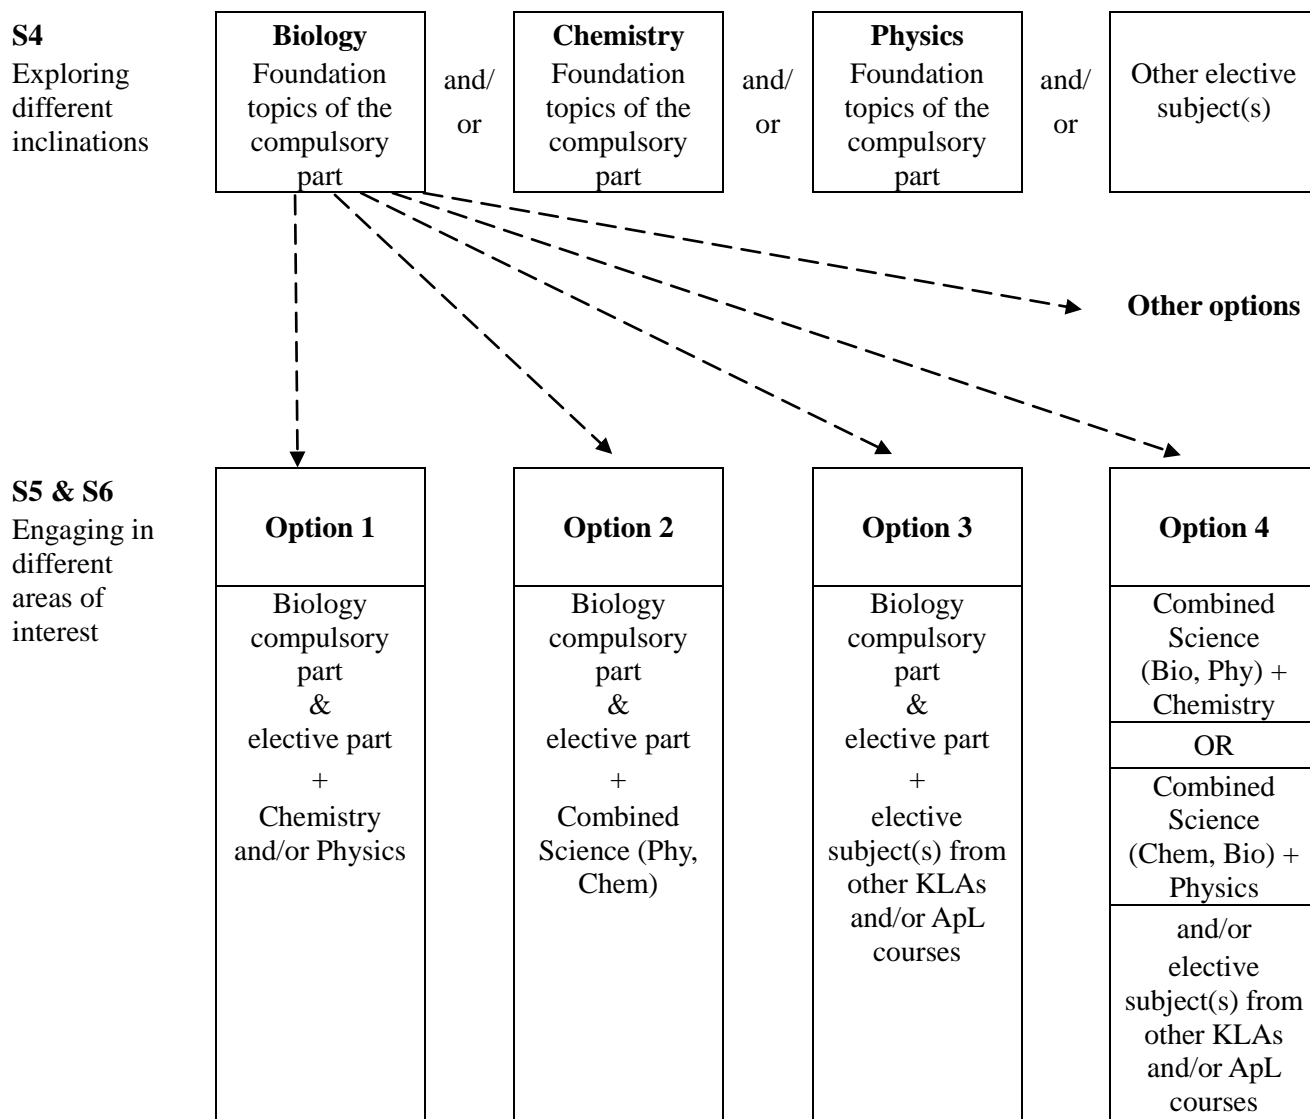 S4
Exploring
different
inclinations
Biology
Foundation
topics of the
compulsory
part
and/
or
Chemistry
Foundation
topics of the
compulsory
part
and/
or
Physics
Foundation
topics of the
compulsory
part
and/
or
Other elective
subject(s)
Other options
S5 & S6
Engaging in
different
areas of
interest
Option 1
Biology
compulsory
part
&
elective part
+
Chemistry
and/or Physics
Option 2
Biology
compulsory
part
&
elective part
+
Combined
Science (Phy,
Chem)
Option 3
Biology
compulsory
part
&
elective part
+
elective
subject(s) from
other KLAs
and/or ApL
courses
Option 4
Combined
Science
(Bio, Phy) +
Chemistry
OR
Combined
Science
(Chem, Bio) +
Physics
and/or
elective
subject(s) from
other KLAs
and/or ApL
courses